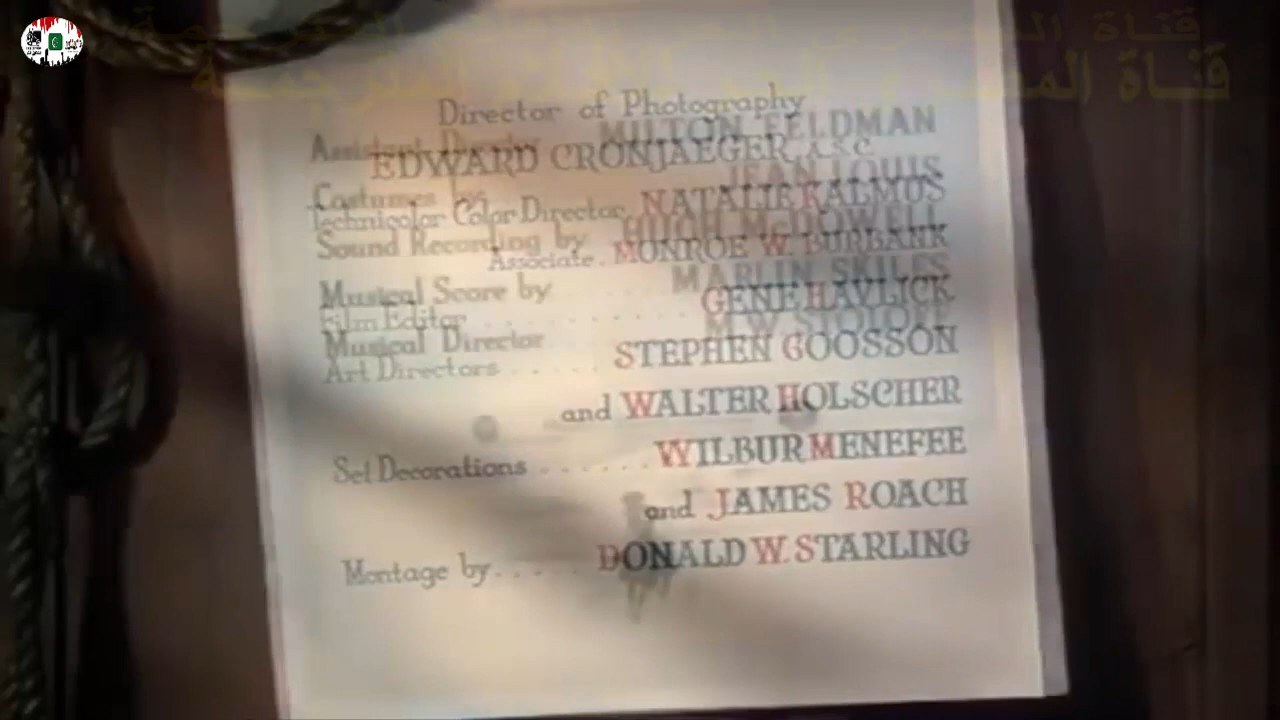 قناة
قناة
Director of Photography
MILTON FELDMAN
Assistant Director
EDWARD CRONJAEGER, A.S.C.
JEAN LOUIS
Costumes by
Technicolor Color Director. NATALIE KALMUS
HUGH McDOWELL
Sound Recording by
Associate. MONROE W. BURBANK
MARLIN SKILES
Musical Score by
Film Editor . . . . . . . . . . GENE HAVLICK
M.W. STOLOFF
Musical Director
Art Directors . . . . . STEPHEN GOOSSON
and WALTER HOLSCHER
Set Decorations . . . . . . WILBUR MENEFEE
and JAMES ROACH
Montage by. . . . . DONALD W. STARLING